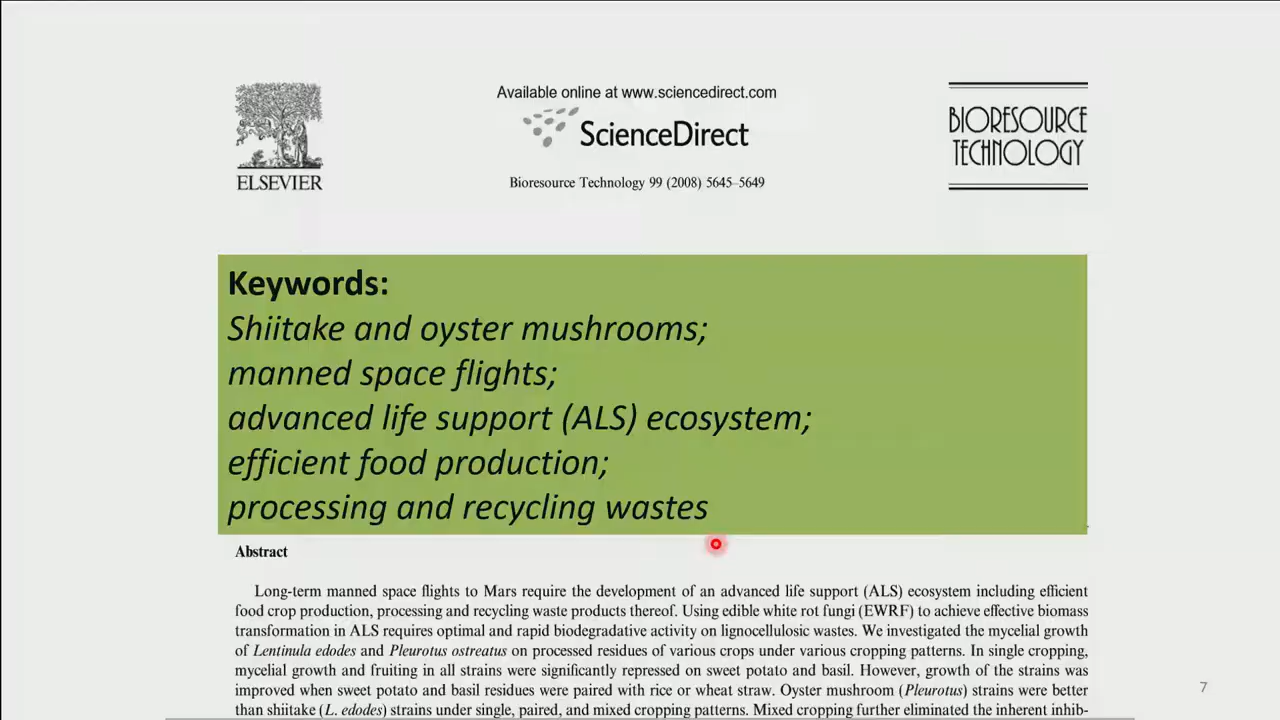 Available online at www.sciencedirect.com
ScienceDirect
ELSEVIER
Bioresource Technology 99 (2008) 5645–5649
BIORESOURCE
TECHNOLOGY
Keywords:
Shiitake and oyster mushrooms;
manned space flights;
advanced life support (ALS) ecosystem;
efficient food production;
processing and recycling wastes
Abstract
Long-term manned space flights to Mars require the development of an advanced life support (ALS) ecosystem including efficient
food crop production, processing and recycling waste products thereof. Using edible white rot fungi (EWRF) to achieve effective biomass
transformation in ALS requires optimal and rapid biodegradative activity on lignocellulosic wastes. We investigated the mycelial growth
of Lentinula edodes and Pleurotus ostreatus on processed residues of various crops under various cropping patterns. In single cropping,
mycelial growth and fruiting in all strains were significantly repressed on sweet potato and basil. However, growth of the strains was
improved when sweet potato and basil residues were paired with rice or wheat straw. Oyster mushroom (Pleurotus) strains were better
than shiitake (L. edodes) strains under single, paired, and mixed cropping patterns. Mixed cropping further eliminated the inherent inhib-
7